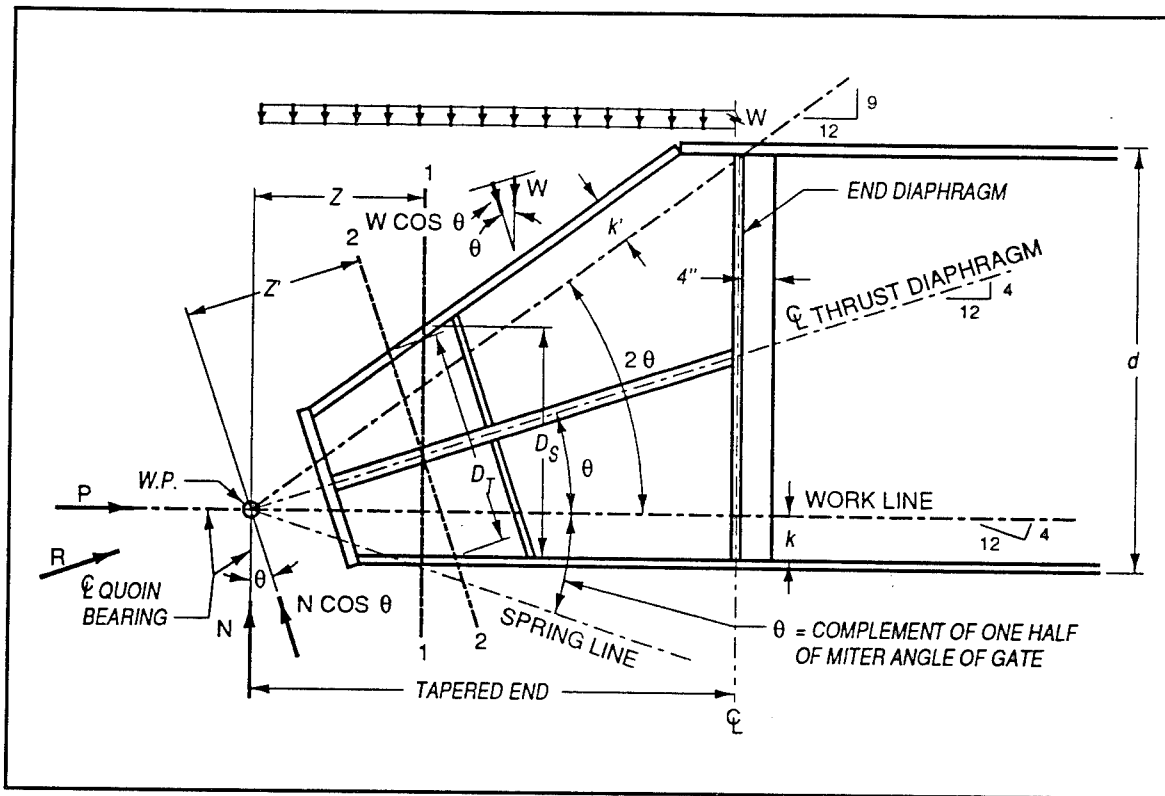 W
9
12
1
Z
W
W COS θ
θ
k'
END DIAPHRAGM
2
Z'
4"
℄ THRUST DIAPHRAGM
4
12
2θ
d
D_S
D_T
θ
W.P.
P
WORK LINE
R
12
4
k
℄ QUOIN
BEARING
θ
N
N COS θ
SPRING LINE
1
2
θ = COMPLEMENT OF ONE HALF
OF MITER ANGLE OF GATE
TAPERED END
℄